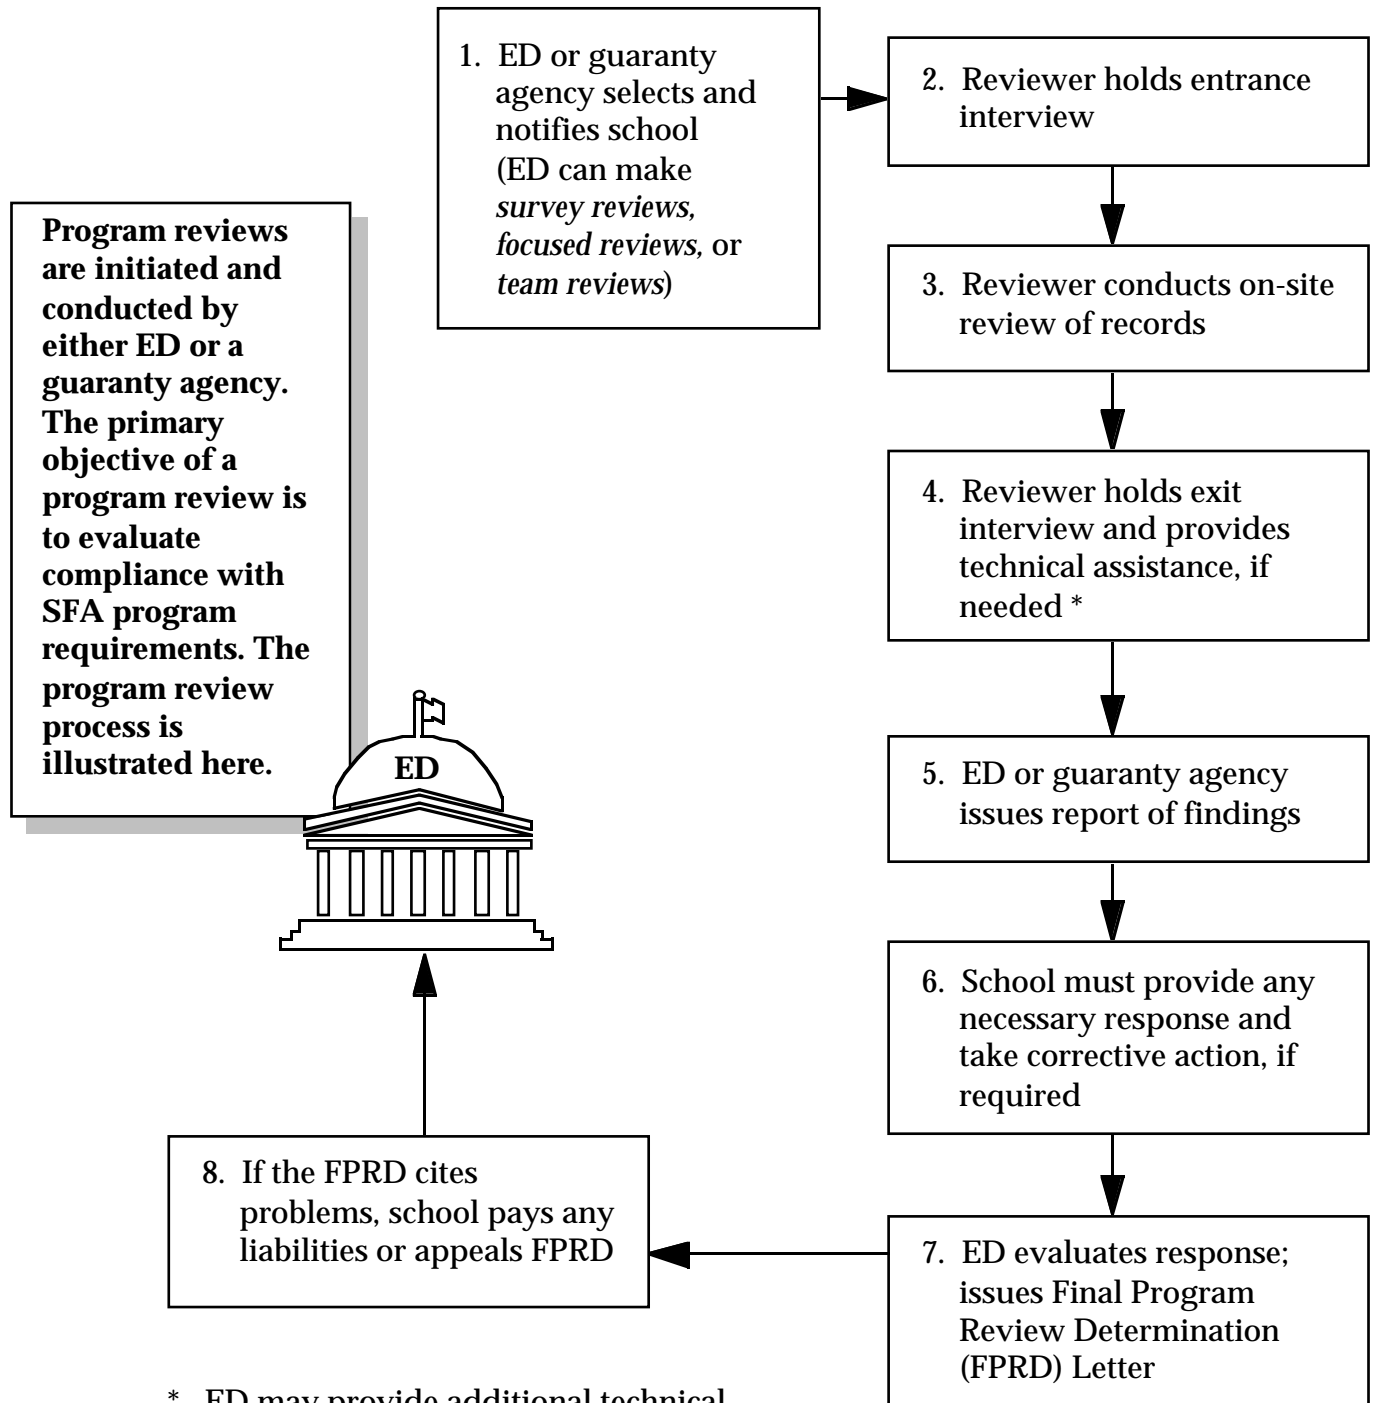 1. ED or guaranty
agency selects and
notifies school
(ED can make
survey reviews,
focused reviews, or
team reviews)
2. Reviewer holds entrance
interview
Program reviews
are initiated and
conducted by
either ED or a
guaranty agency.
The primary
objective of a
program review is
to evaluate
compliance with
SFA program
requirements. The
program review
process is
illustrated here.
3. Reviewer conducts on-site
review of records
4. Reviewer holds exit
interview and provides
technical assistance, if
needed *
ED
5. ED or guaranty agency
issues report of findings
6. School must provide any
necessary response and
take corrective action, if
required
7. ED evaluates response;
issues Final Program
Review Determination
(FPRD) Letter
8. If the FPRD cites
problems, school pays any
liabilities or appeals FPRD
* ED may provide additional technical